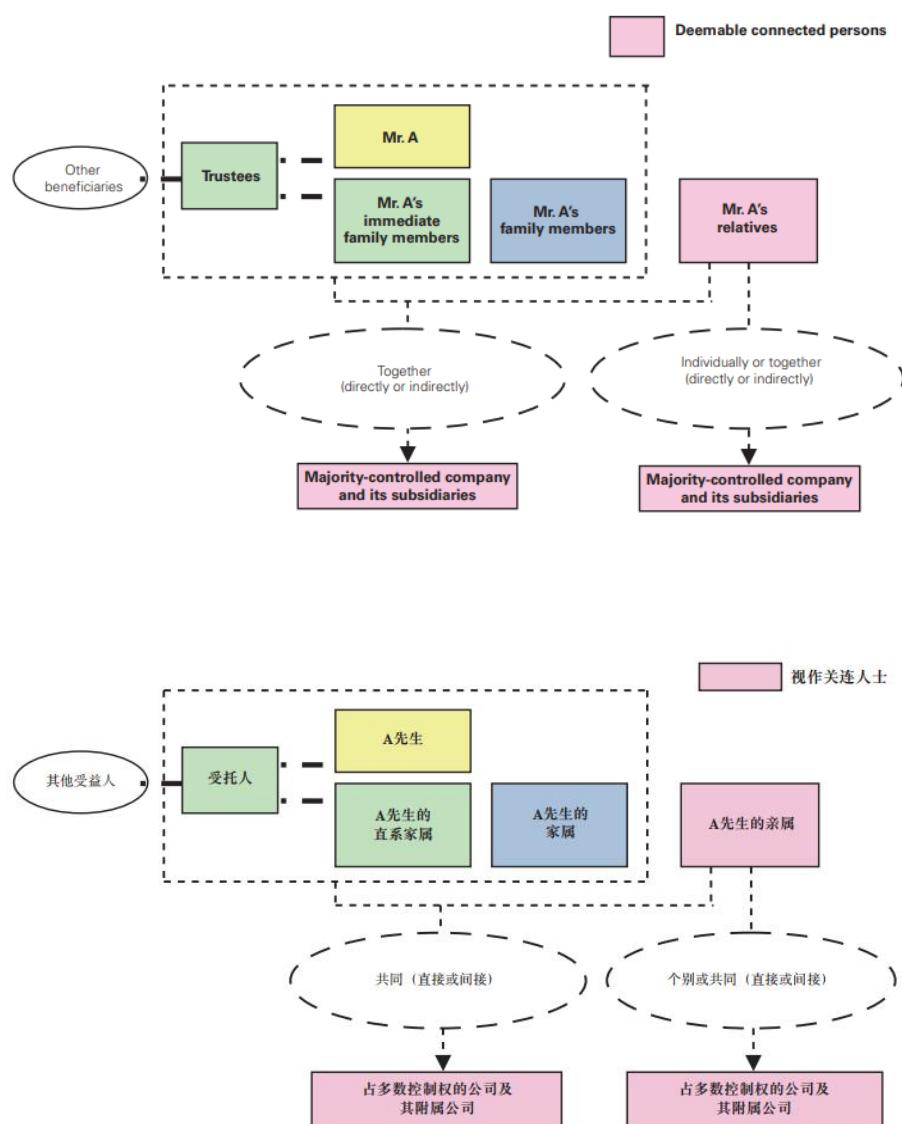 Deemable connected persons
Mr. A
Other
beneficiaries
Trustees
Mr. A's
immediate
family members
Mr. A's
family members
Mr. A's
relatives
Together
(directly or indirectly)
Individually or together
(directly or indirectly)
Majority-controlled company
and its subsidiaries
Majority-controlled company
and its subsidiaries
视作关连人士
A先生
其他受益人
受托人
A先生的
直系家属
A先生的
家属
A先生的亲属
共同（直接或间接）
个别或共同（直接或间接）
占多数控制权的公司及
其附属公司
占多数控制权的公司及
其附属公司